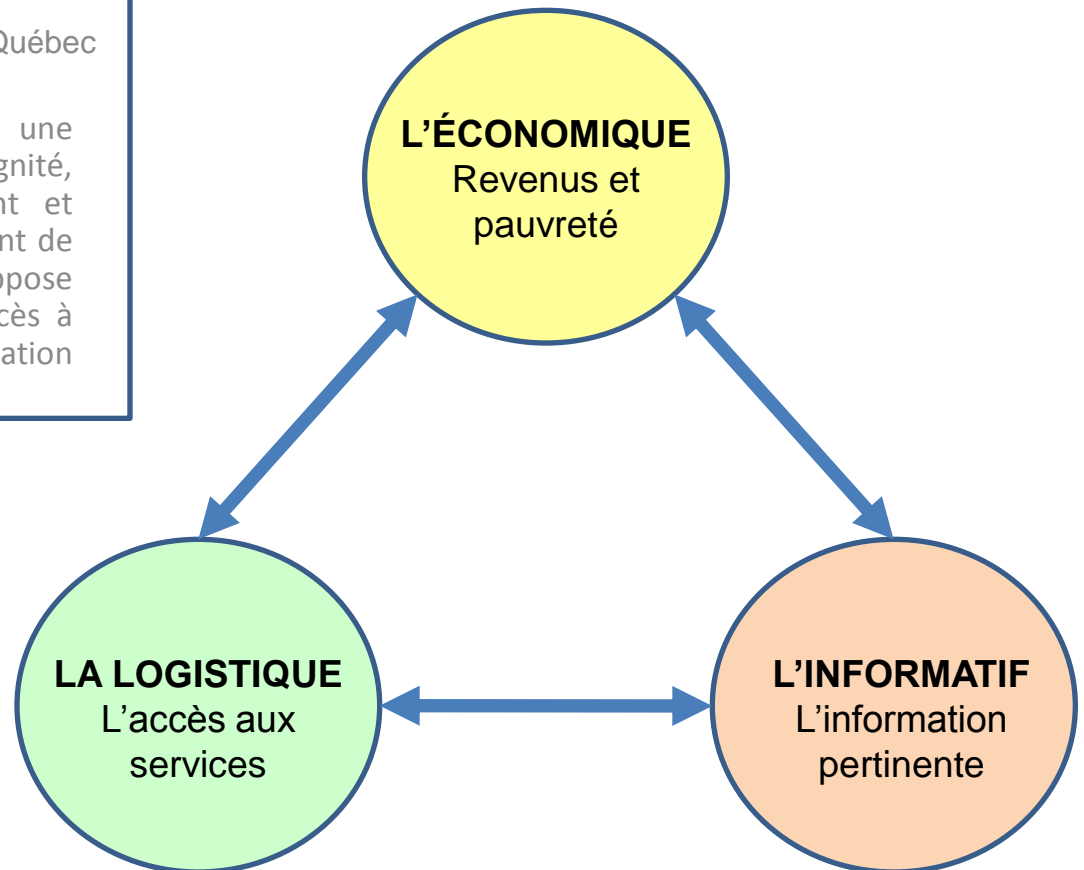 Québec
une
gnité,
nt et
nt de
ppose
cès à
ation
L’ÉCONOMIQUE
Revenus et
pauvreté
LA LOGISTIQUE
L’accès aux
services
L’INFORMATIF
L’information
pertinente